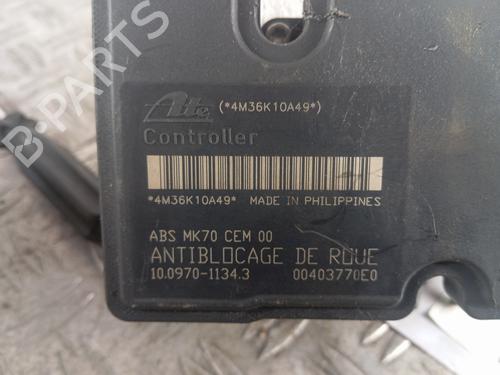 B-PARTS
Ate (*4M36K10A49*)
Controller
*4M36K10A49* MADE IN PHILIPPINES
ABS MK70 CEM 00
ANTIBLOCAGE DE ROUE
10.0970-1134.3 00403770E0